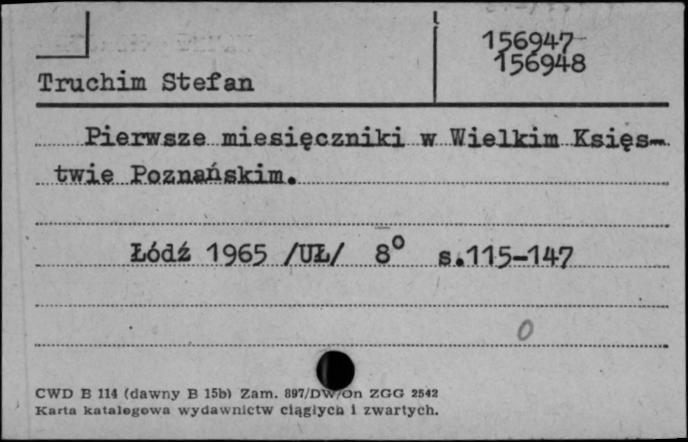 156947
156948
Truchim Stefan
Pierwsze miesięczniki w Wielkim Księs-
twie Poznańskim.
Łódź 1965 /UŁ/ 8° s.115-147
0
CWD B 114 (dawny B 15b) Zam. 897/DW/On ZGG 2542
Karta katalogowa wydawnictw ciągłych i zwartych.